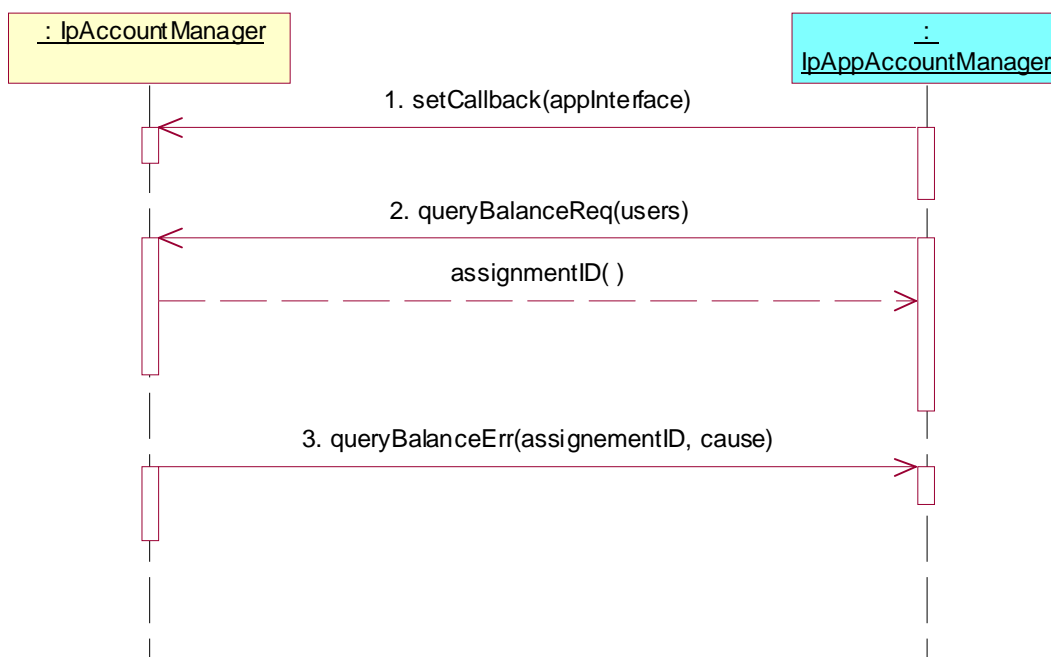 : IpAccountManager
:
IpAppAccountManager
1. setCallback(appInterface)
2. queryBalanceReq(users)
assignmentID( )
3. queryBalanceErr(assignementID, cause)